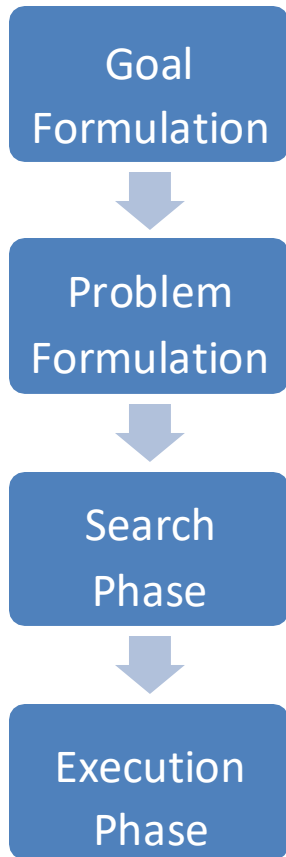 Goal
Formulation
Problem
Formulation
Search
Phase
Execution
Phase